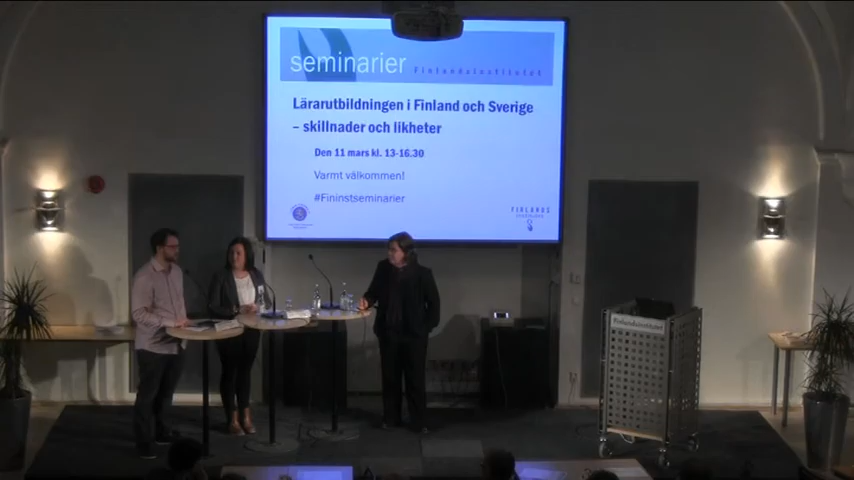 seminarier Finlandsinstitutet
Lärarutbildningen i Finland och Sverige
– skillnader och likheter
Den 11 mars kl. 13-16.30
Varmt välkommen!
#Fininstseminarier
FINLANDS
Finlandsinstitutet